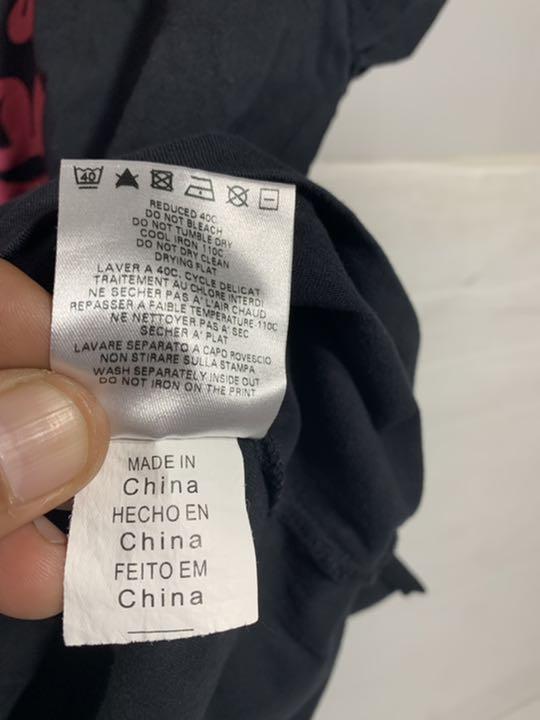 40
REDUCED 40C
DO NOT BLEACH
DO NOT TUMBLE DRY
COOL IRON 110C
DO NOT DRY CLEAN
DRYING FLAT
LAVER A 40C. CYCLE DELICAT
TRAITEMENT AU CHLORE INTERDI
NE SECHER PAS A'L'AIR CHAUD
REPASSER A FAIBLE TEMPERATURE-110C
NE NETTOYER PAS A' SEC
SECHER A' PLAT
LAVARE SEPARATO A CAPO ROVESCIO
NON STIRARE SULLA STAMPA
WASH SEPARATELY INSIDE OUT
DO NOT IRON ON THE PRINT
MADE IN
China
HECHO EN
China
FEITO EM
China